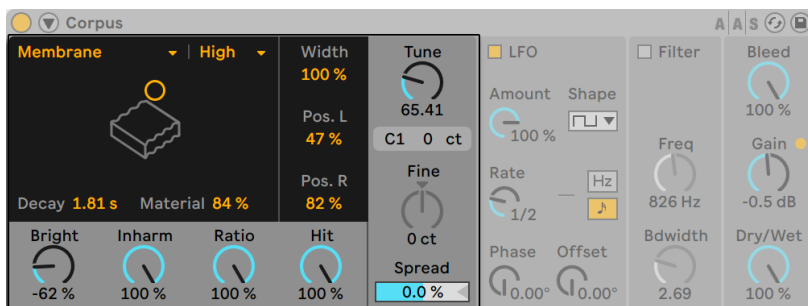 Corpus
A A S
Membrane High
Width
100 %
Pos. L
47 %
Pos. R
82 %
Decay 1.81 s Material 84 %
Bright Inharm Ratio Hit
-62 % 100 % 100 % 100 %
Tune
65.41
C1 0 ct
Fine
0 ct
Spread
0.0 %
LFO
Amount Shape
100 %
Rate
1/2
Hz
Phase Offset
0.00° 0.00°
Filter
Freq
826 Hz
Bdwidth
2.69
Bleed
100 %
Gain
-0.5 dB
Dry/Wet
100 %